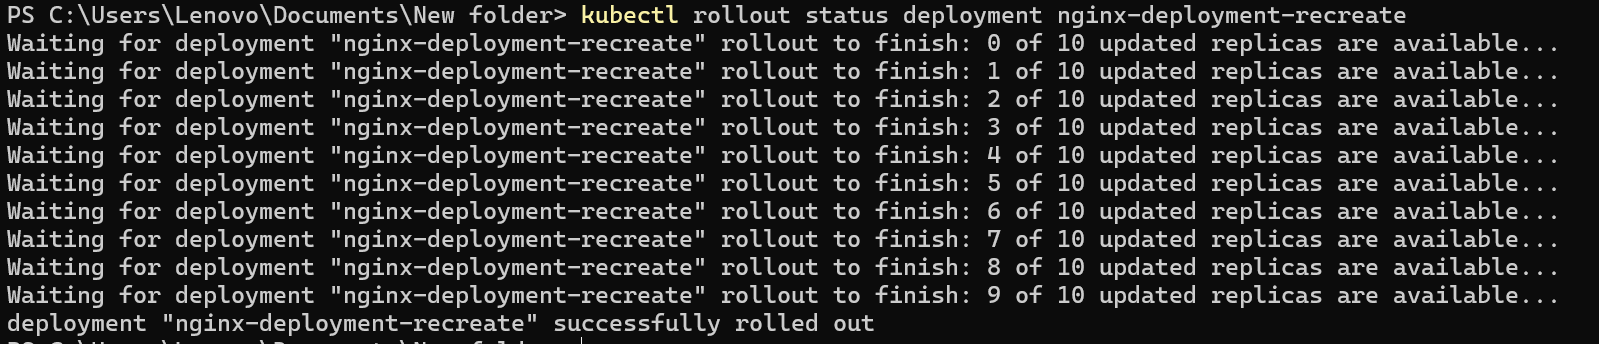 PS C:\Users\Lenovo\Documents\New folder> kubectl rollout status deployment nginx-deployment-recreate
Waiting for deployment "nginx-deployment-recreate" rollout to finish: 0 of 10 updated replicas are available...
Waiting for deployment "nginx-deployment-recreate" rollout to finish: 1 of 10 updated replicas are available...
Waiting for deployment "nginx-deployment-recreate" rollout to finish: 2 of 10 updated replicas are available...
Waiting for deployment "nginx-deployment-recreate" rollout to finish: 3 of 10 updated replicas are available...
Waiting for deployment "nginx-deployment-recreate" rollout to finish: 4 of 10 updated replicas are available...
Waiting for deployment "nginx-deployment-recreate" rollout to finish: 5 of 10 updated replicas are available...
Waiting for deployment "nginx-deployment-recreate" rollout to finish: 6 of 10 updated replicas are available...
Waiting for deployment "nginx-deployment-recreate" rollout to finish: 7 of 10 updated replicas are available...
Waiting for deployment "nginx-deployment-recreate" rollout to finish: 8 of 10 updated replicas are available...
Waiting for deployment "nginx-deployment-recreate" rollout to finish: 9 of 10 updated replicas are available...
deployment "nginx-deployment-recreate" successfully rolled out